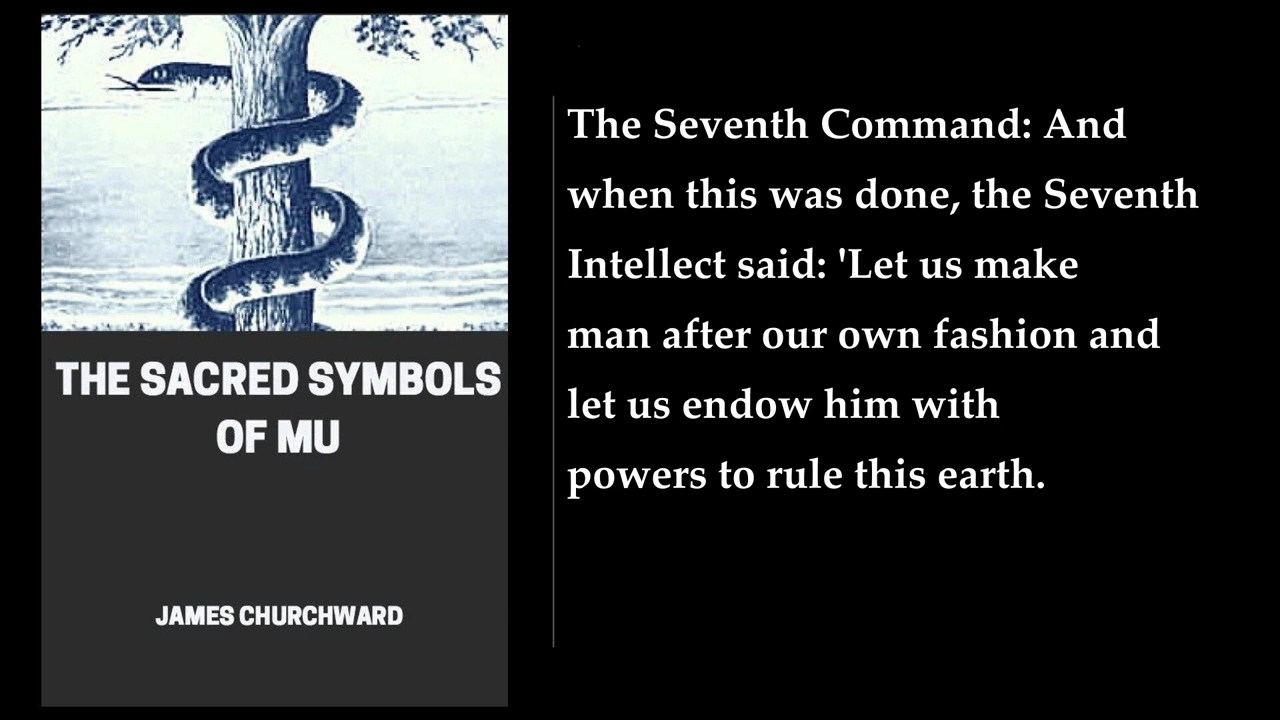 THE SACRED SYMBOLS
OF MU
JAMES CHURCHWARD
The Seventh Command: And
when this was done, the Seventh
Intellect said: 'Let us make
man after our own fashion and
let us endow him with
powers to rule this earth.